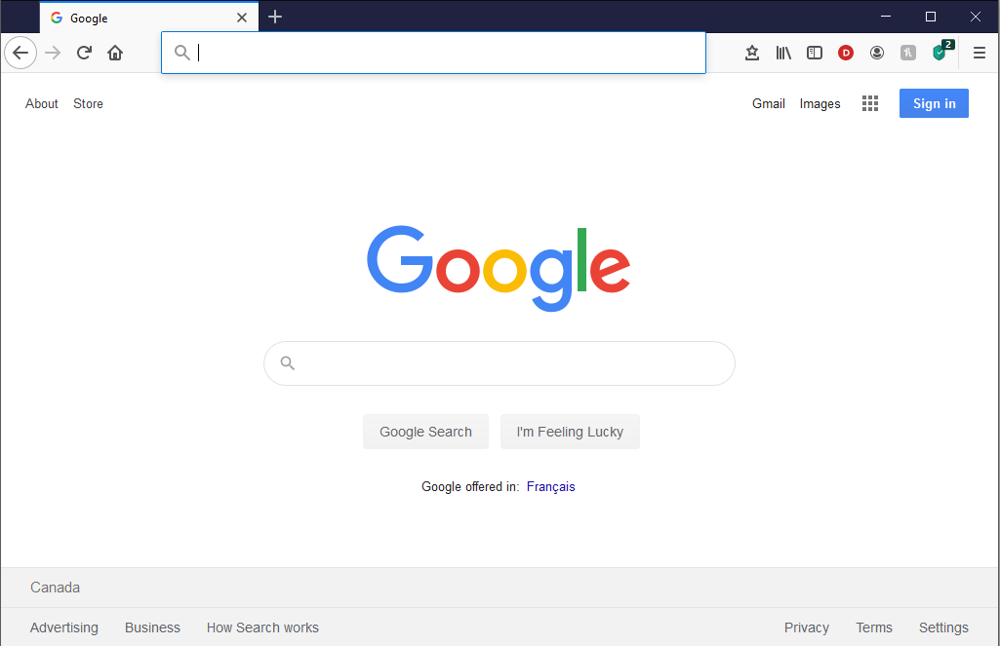 Google
D
2
About Store Gmail Images Sign in
Google
Google Search I'm Feeling Lucky
Google offered in: Français
Canada
Advertising Business How Search works Privacy Terms Settings